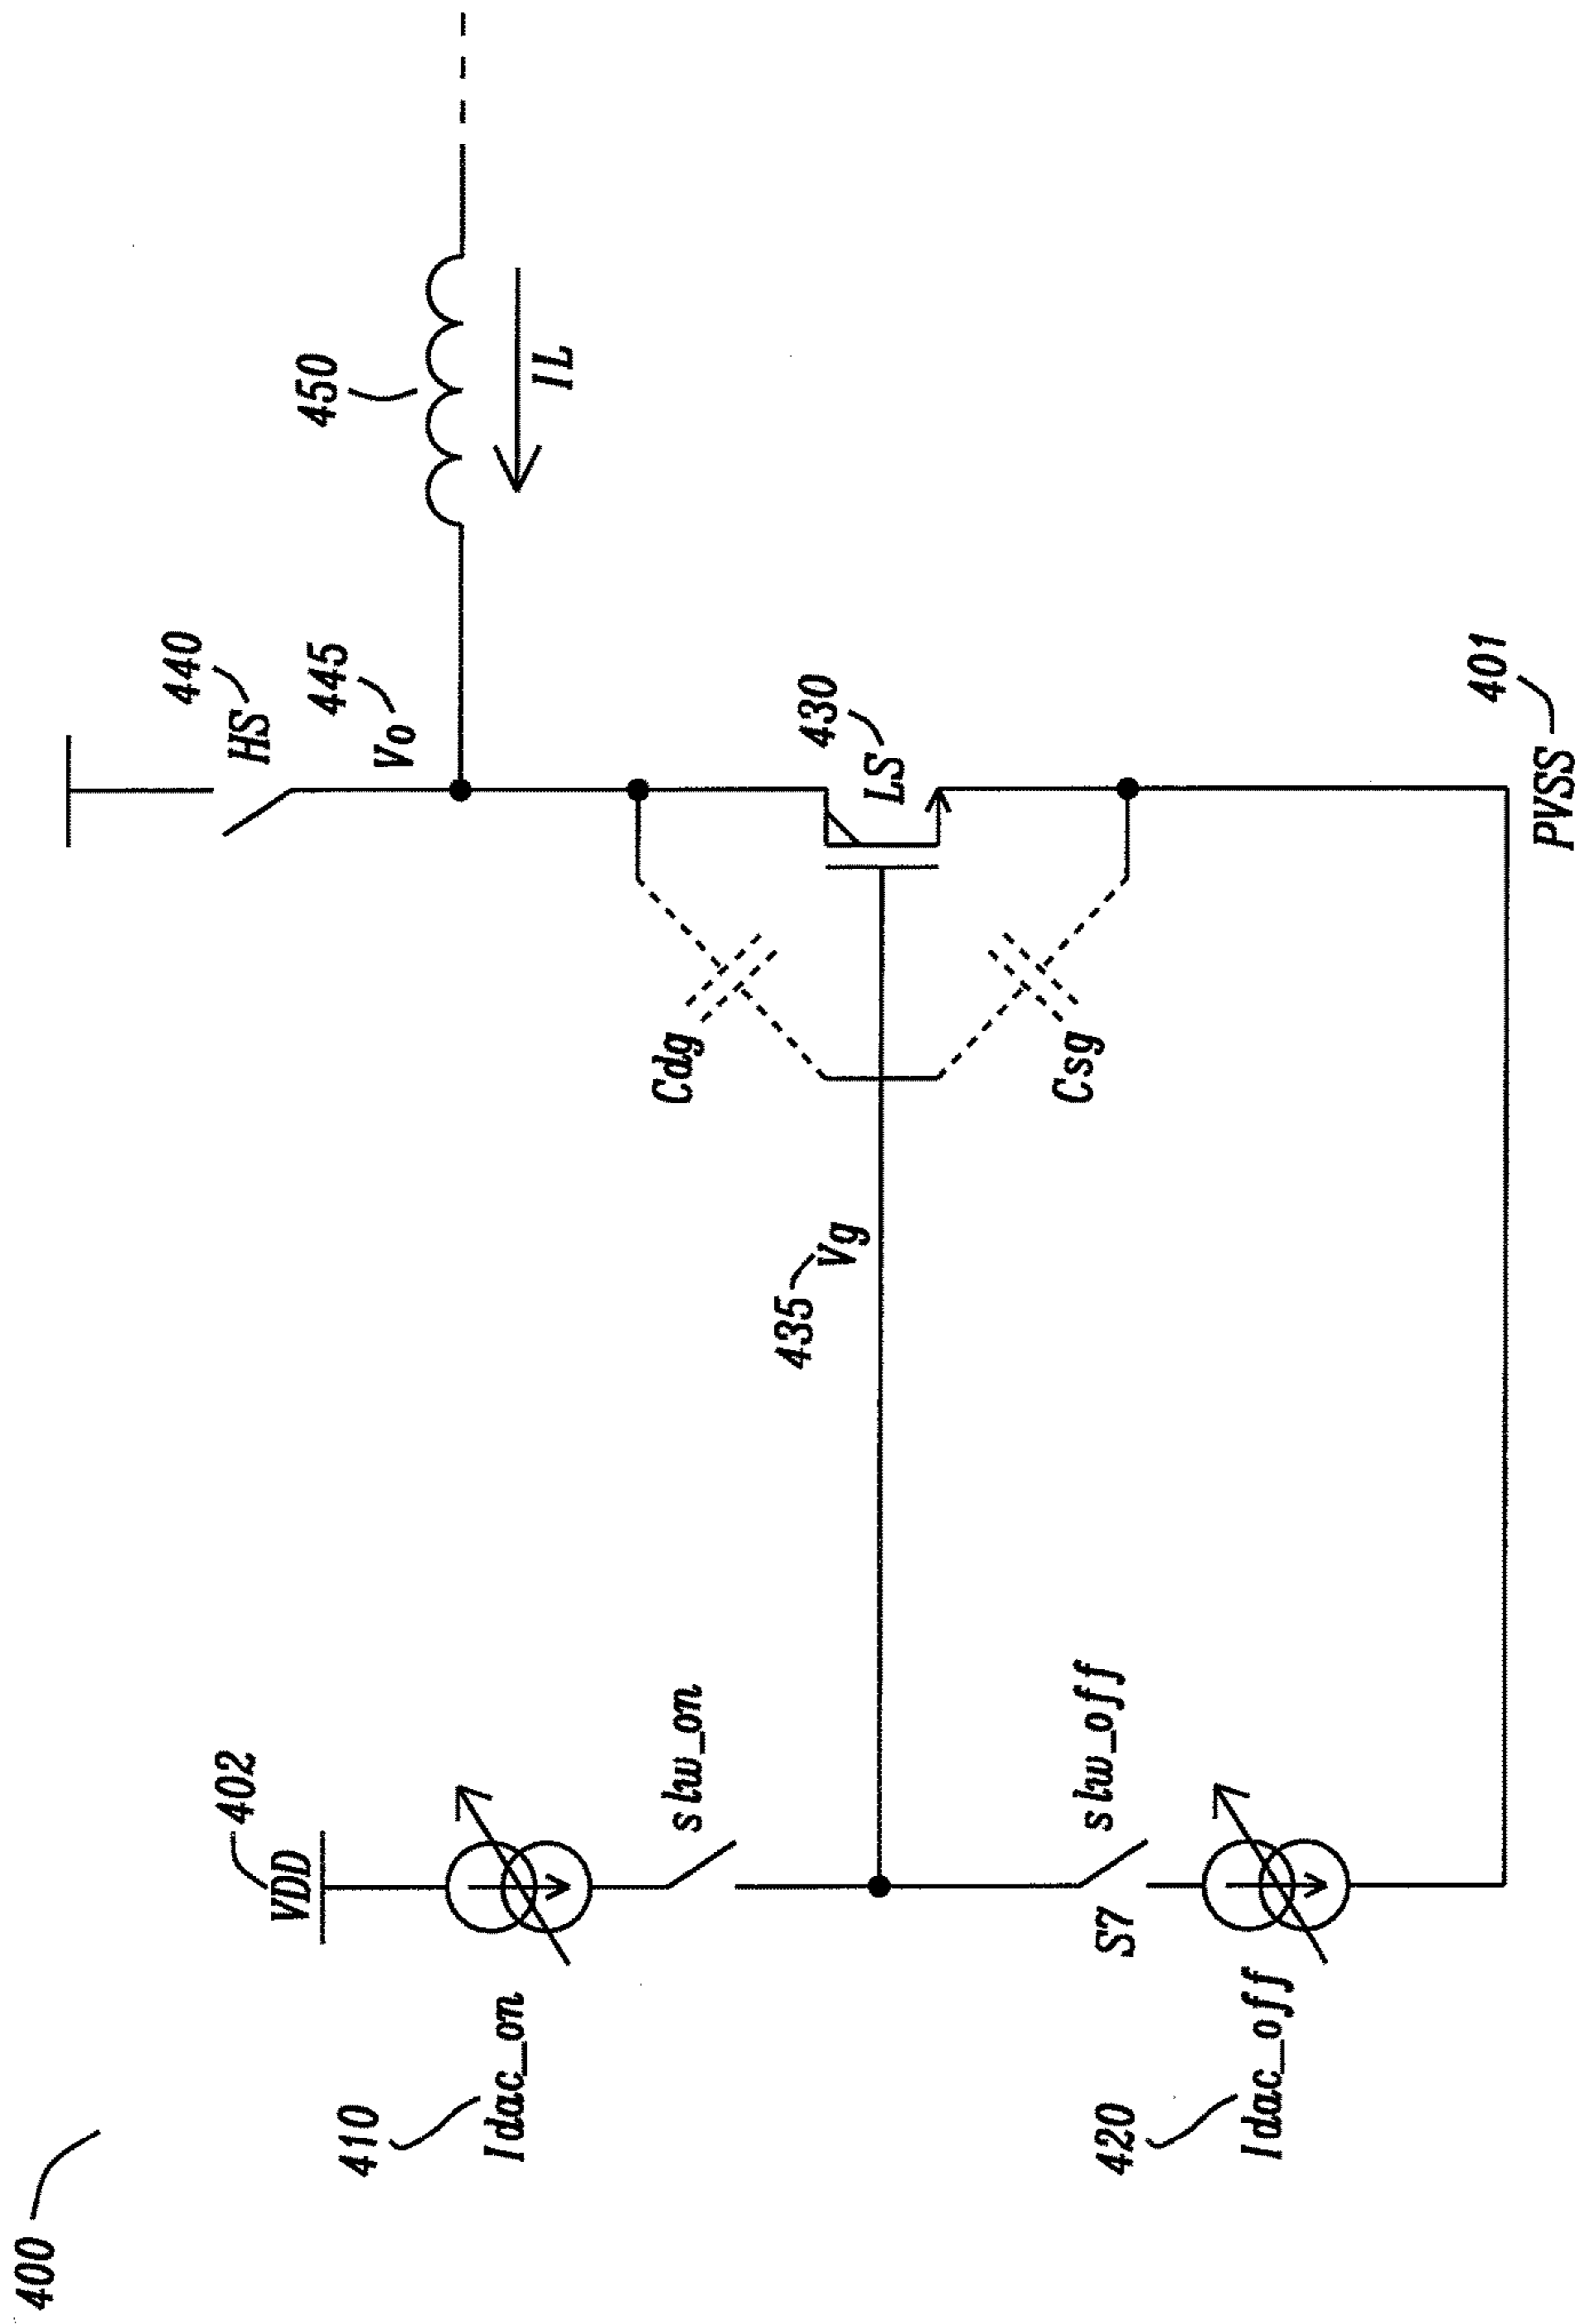 400
410
Idac_on
420
Idac_off
402
VDD
slw_on
S7
slw_off
435
Vg
Cdg
Csg
440
HS
445
Vo
430
LS
401
PVSS
450
IL